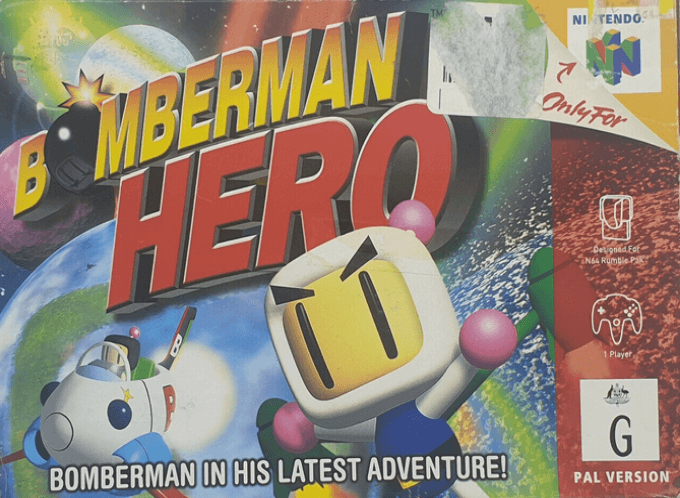 BOMBERMAN
TM
HERO
NINTENDO
N
Only For
Designed For
N64 Rumble Pak
1 Player
B
P
G
BOMBERMAN IN HIS LATEST ADVENTURE!
PAL VERSION